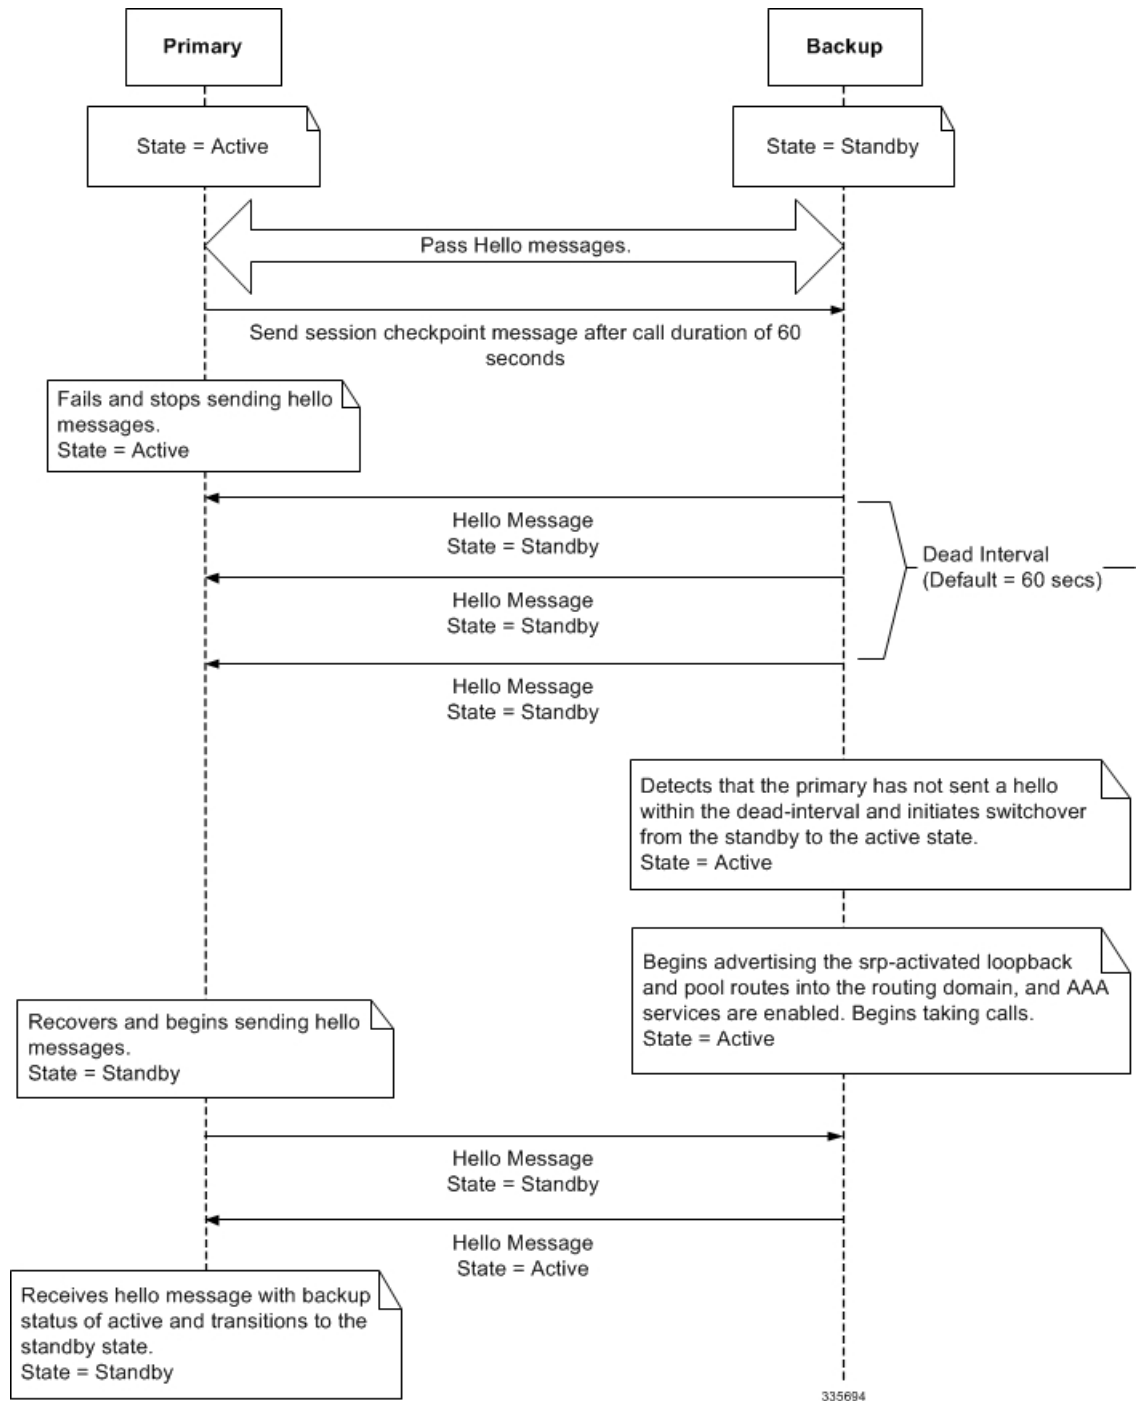 Primary
Backup
State = Active
State = Standby
Pass Hello messages.
Send session checkpoint message after call duration of 60
seconds
Fails and stops sending hello
messages.
State = Active
Hello Message
State = Standby
Dead Interval
(Default = 60 secs)
Hello Message
State = Standby
Hello Message
State = Standby
Detects that the primary has not sent a hello
within the dead-interval and initiates switchover
from the standby to the active state.
State = Active
Begins advertising the srp-activated loopback
and pool routes into the routing domain, and AAA
services are enabled. Begins taking calls.
State = Active
Recovers and begins sending hello
messages.
State = Standby
Hello Message
State = Standby
Hello Message
State = Active
Receives hello message with backup
status of active and transitions to the
standby state.
State = Standby
335694